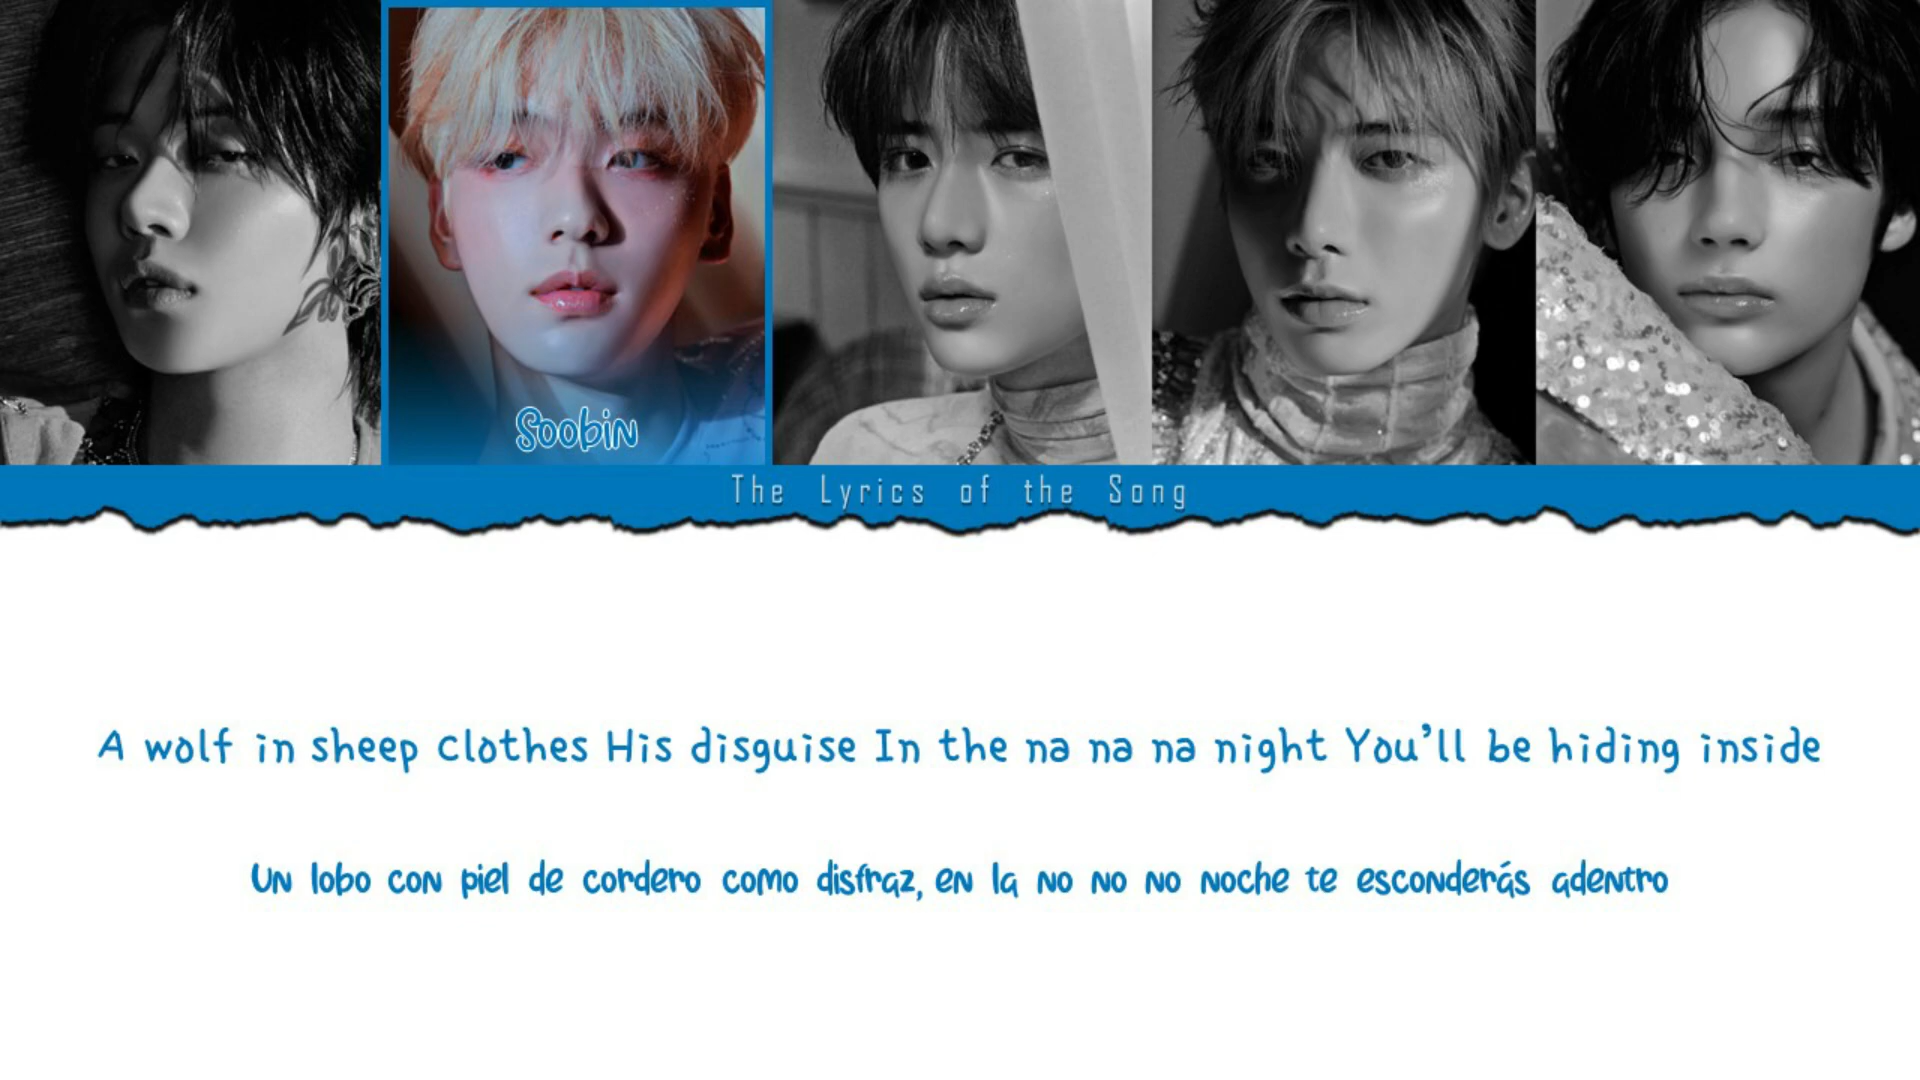 Soobin
The Lyrics of the Song
A wolf in sheep clothes His disguise In the na na na night You’ll be hiding inside
Un lobo con piel de cordero como disfraz, en la no no no noche te esconderás adentro